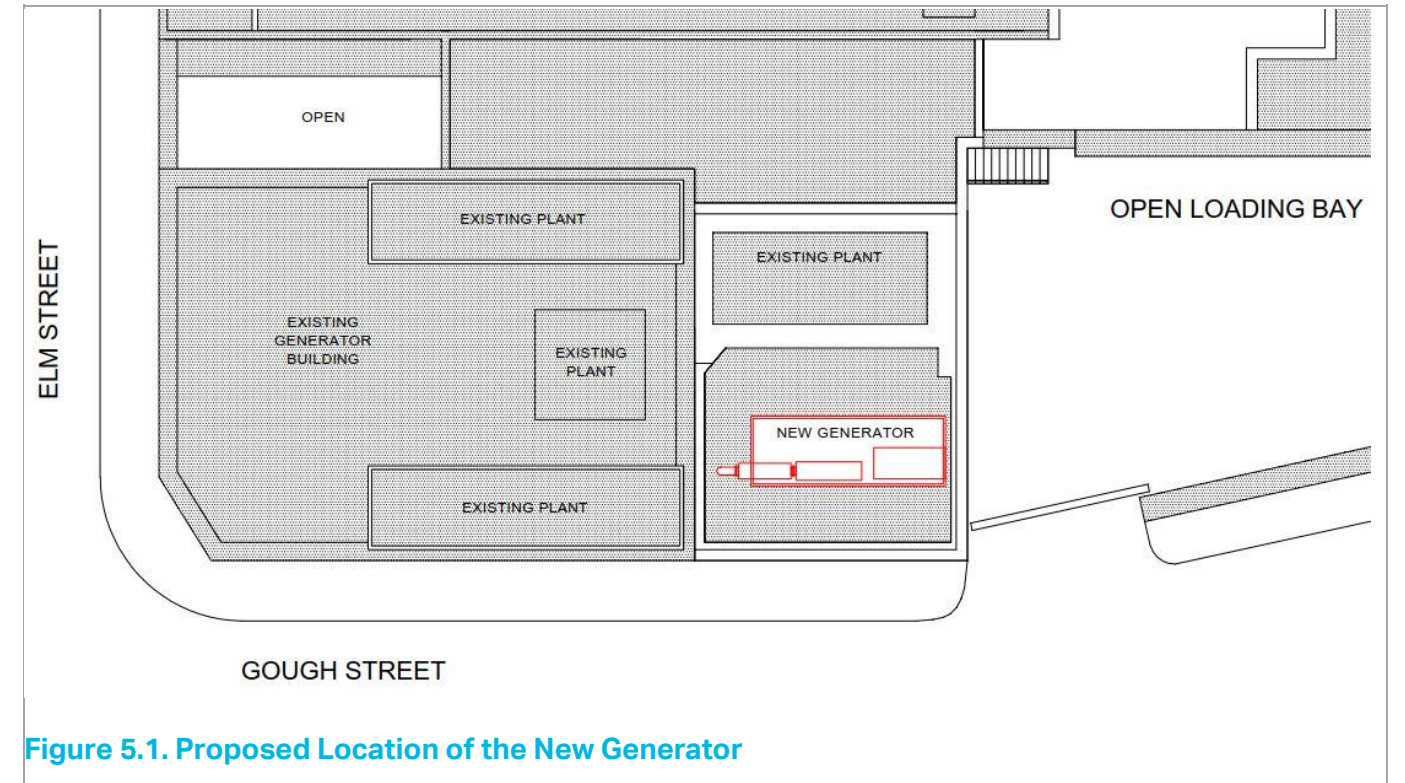 OPEN
OPEN LOADING BAY
EXISTING PLANT
EXISTING PLANT
ELM STREET
EXISTING
GENERATOR
BUILDING
EXISTING
PLANT
NEW GENERATOR
EXISTING PLANT
GOUGH STREET
Figure 5.1. Proposed Location of the New Generator